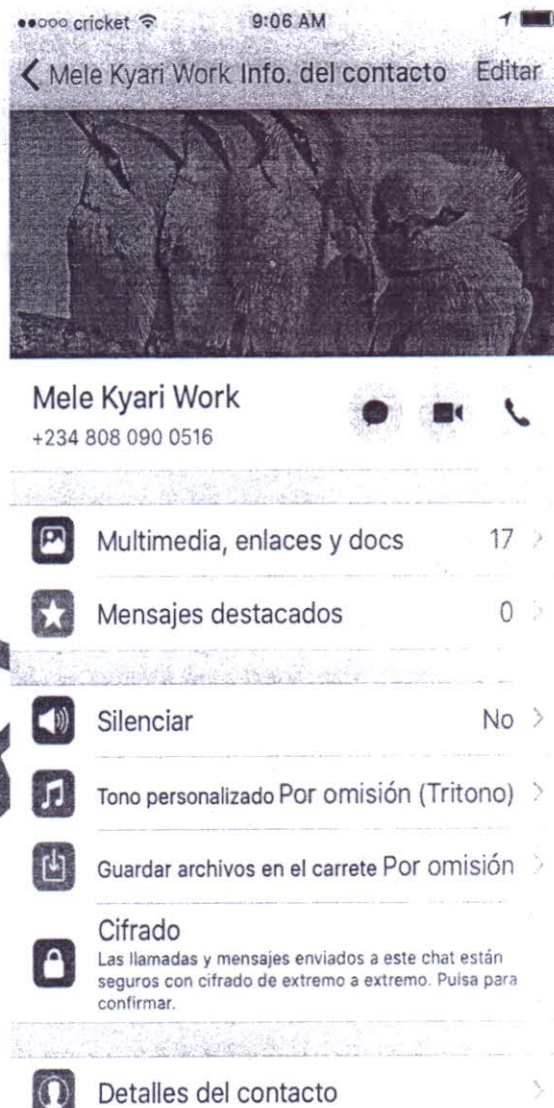 cricket 9:06 AM
Mele Kyari Work Info. del contacto Editar
Mele Kyari Work
+234 808 090 0516
Multimedia, enlaces y docs 17
Mensajes destacados 0
Silenciar No
Tono personalizado Por omisión (Tritono)
Guardar archivos en el carrete Por omisión
Cifrado
Las llamadas y mensajes enviados a este chat están
seguros con cifrado de extremo a extremo. Pulsa para
confirmar.
Detalles del contacto